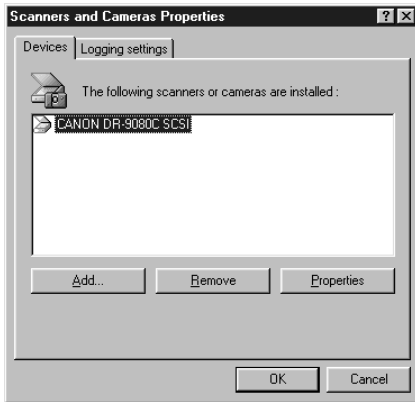 Scanners and Cameras Properties
Devices Logging settings
The following scanners or cameras are installed :
CANON DR-9080C SCSI
Add... Remove Properties
OK Cancel